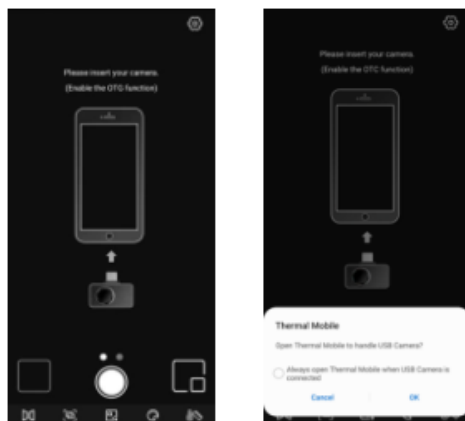 Please insert your camera.
(Enable the OTG function)
Please insert your camera.
(Enable the OTG function)
Thermal Mobile
Open Thermal Mobile to handle USB Camera?
Always open Thermal Mobile when USB Camera is
connected
Cancel
OK